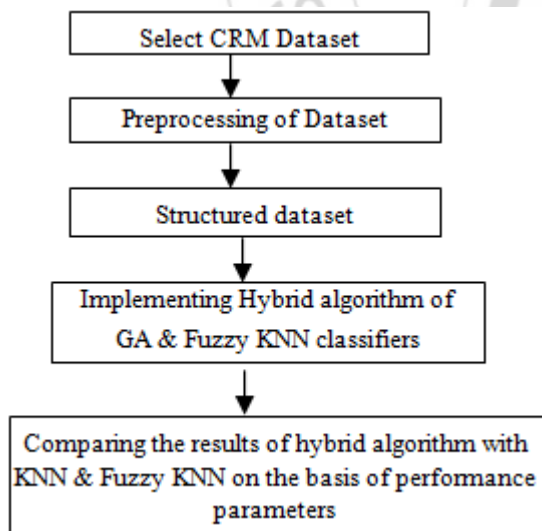 Select CRM Dataset
Preprocessing of Dataset
Structured dataset
Implementing Hybrid algorithm of
GA & Fuzzy KNN classifiers
Comparing the results of hybrid algorithm with
KNN & Fuzzy KNN on the basis of performance
parameters